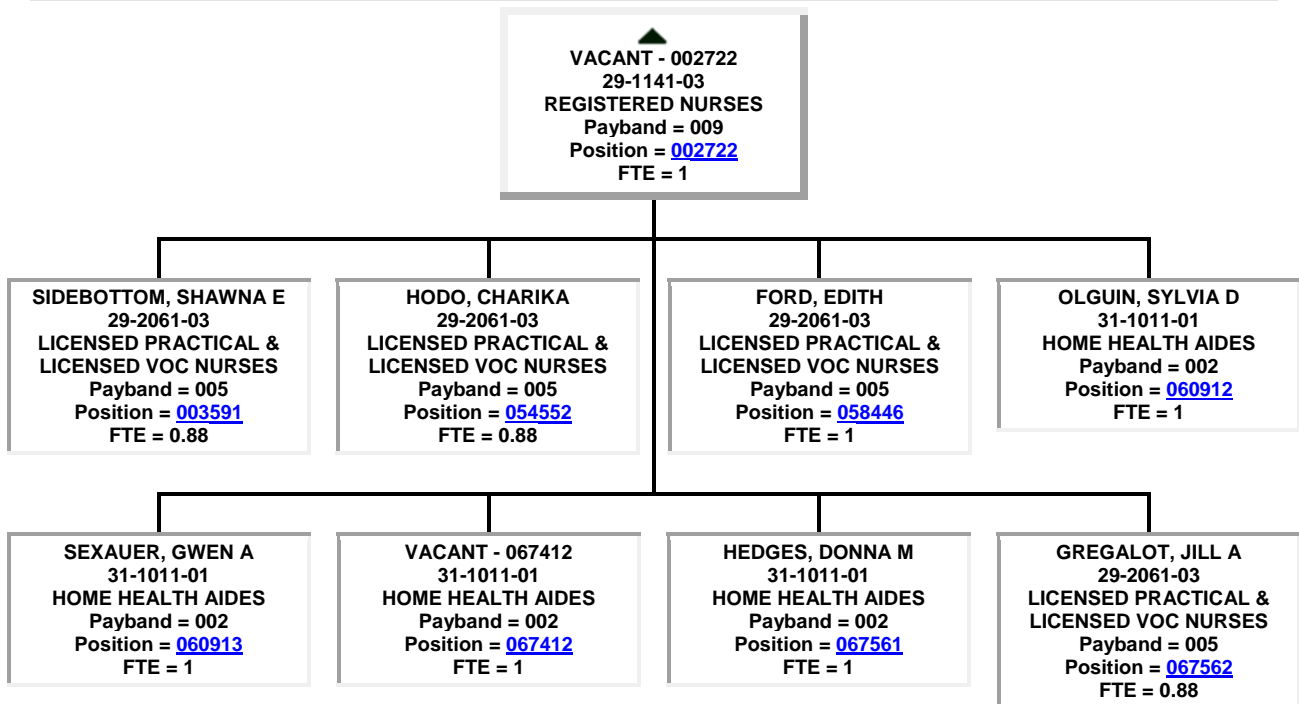 VACANT - 002722
29-1141-03
REGISTERED NURSES
Payband = 009
Position = 002722
FTE = 1
SIDEBOTTOM, SHAWNA E
29-2061-03
LICENSED PRACTICAL &
LICENSED VOC NURSES
Payband = 005
Position = 003591
FTE = 0.88
HODO, CHARIKA
29-2061-03
LICENSED PRACTICAL &
LICENSED VOC NURSES
Payband = 005
Position = 054552
FTE = 0.88
FORD, EDITH
29-2061-03
LICENSED PRACTICAL &
LICENSED VOC NURSES
Payband = 005
Position = 058446
FTE = 1
OLGUIN, SYLVIA D
31-1011-01
HOME HEALTH AIDES
Payband = 002
Position = 060912
FTE = 1
SEXAUER, GWEN A
31-1011-01
HOME HEALTH AIDES
Payband = 002
Position = 060913
FTE = 1
VACANT - 067412
31-1011-01
HOME HEALTH AIDES
Payband = 002
Position = 067412
FTE = 1
HEDGES, DONNA M
31-1011-01
HOME HEALTH AIDES
Payband = 002
Position = 067561
FTE = 1
GREGALOT, JILL A
29-2061-03
LICENSED PRACTICAL &
LICENSED VOC NURSES
Payband = 005
Position = 067562
FTE = 0.88